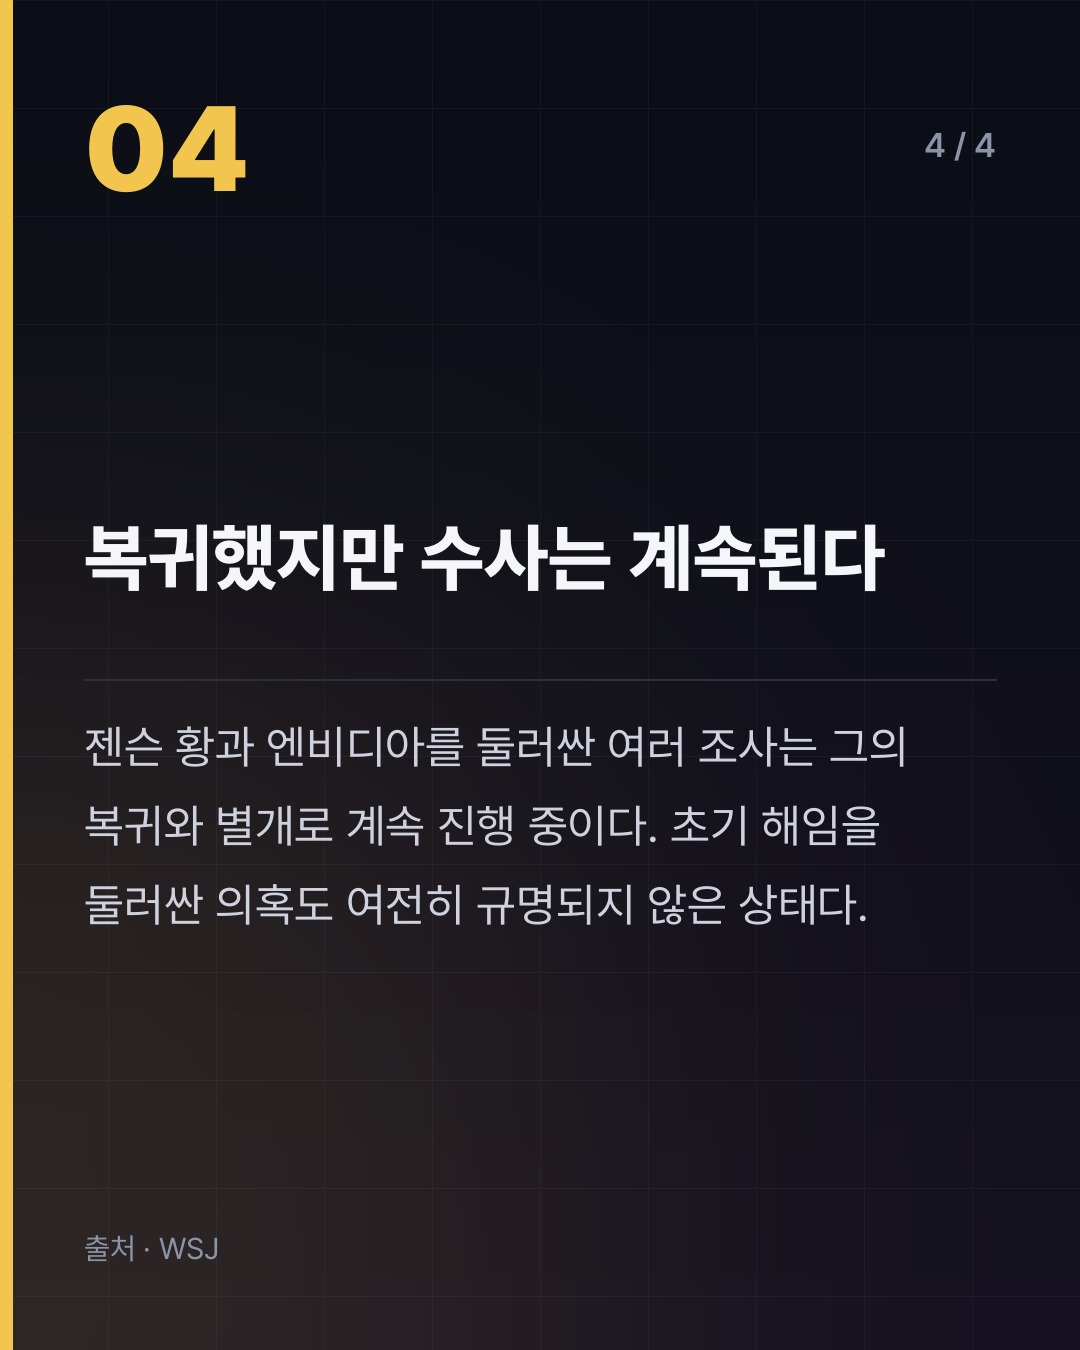 04
4 / 4
복귀했지만 수사는 계속된다
젠슨 황과 엔비디아를 둘러싼 여러 조사는 그의
복귀와 별개로 계속 진행 중이다. 초기 해임을
둘러싼 의혹도 여전히 규명되지 않은 상태다.
출처 · WSJ